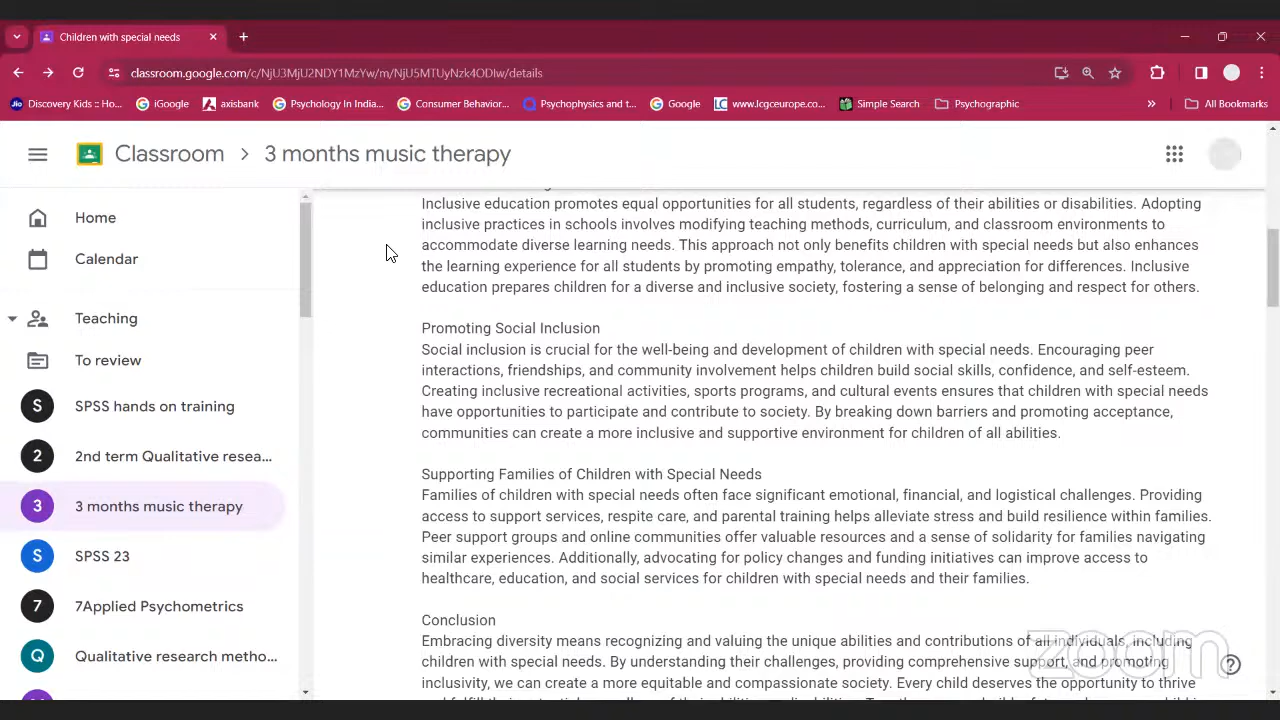 Children with special needs
classroom.google.com/c/NjU3MjU2NDY1MzYw/m/NjU5MTUyNzk4ODIw/details
Discovery Kids :: Ho...
iGoogle
axisbank
Psychology In India...
Consumer Behavior...
Psychophysics and t...
Google
www.lcgceurope.co...
Simple Search
Psychographic
»
All Bookmarks
Classroom > 3 months music therapy
Home
Calendar
Teaching
To review
S SPSS hands on training
2 2nd term Qualitative resea...
3 3 months music therapy
S SPSS 23
7 7Applied Psychometrics
Q Qualitative research metho...
Inclusive education promotes equal opportunities for all students, regardless of their abilities or disabilities. Adopting
inclusive practices in schools involves modifying teaching methods, curriculum, and classroom environments to
accommodate diverse learning needs. This approach not only benefits children with special needs but also enhances
the learning experience for all students by promoting empathy, tolerance, and appreciation for differences. Inclusive
education prepares children for a diverse and inclusive society, fostering a sense of belonging and respect for others.
Promoting Social Inclusion
Social inclusion is crucial for the well-being and development of children with special needs. Encouraging peer
interactions, friendships, and community involvement helps children build social skills, confidence, and self-esteem.
Creating inclusive recreational activities, sports programs, and cultural events ensures that children with special needs
have opportunities to participate and contribute to society. By breaking down barriers and promoting acceptance,
communities can create a more inclusive and supportive environment for children of all abilities.
Supporting Families of Children with Special Needs
Families of children with special needs often face significant emotional, financial, and logistical challenges. Providing
access to support services, respite care, and parental training helps alleviate stress and build resilience within families.
Peer support groups and online communities offer valuable resources and a sense of solidarity for families navigating
similar experiences. Additionally, advocating for policy changes and funding initiatives can improve access to
healthcare, education, and social services for children with special needs and their families.
Conclusion
Embracing diversity means recognizing and valuing the unique abilities and contributions of all individuals, including
children with special needs. By understanding their challenges, providing comprehensive support, and promoting
inclusivity, we can create a more equitable and compassionate society. Every child deserves the opportunity to thrive
zoom